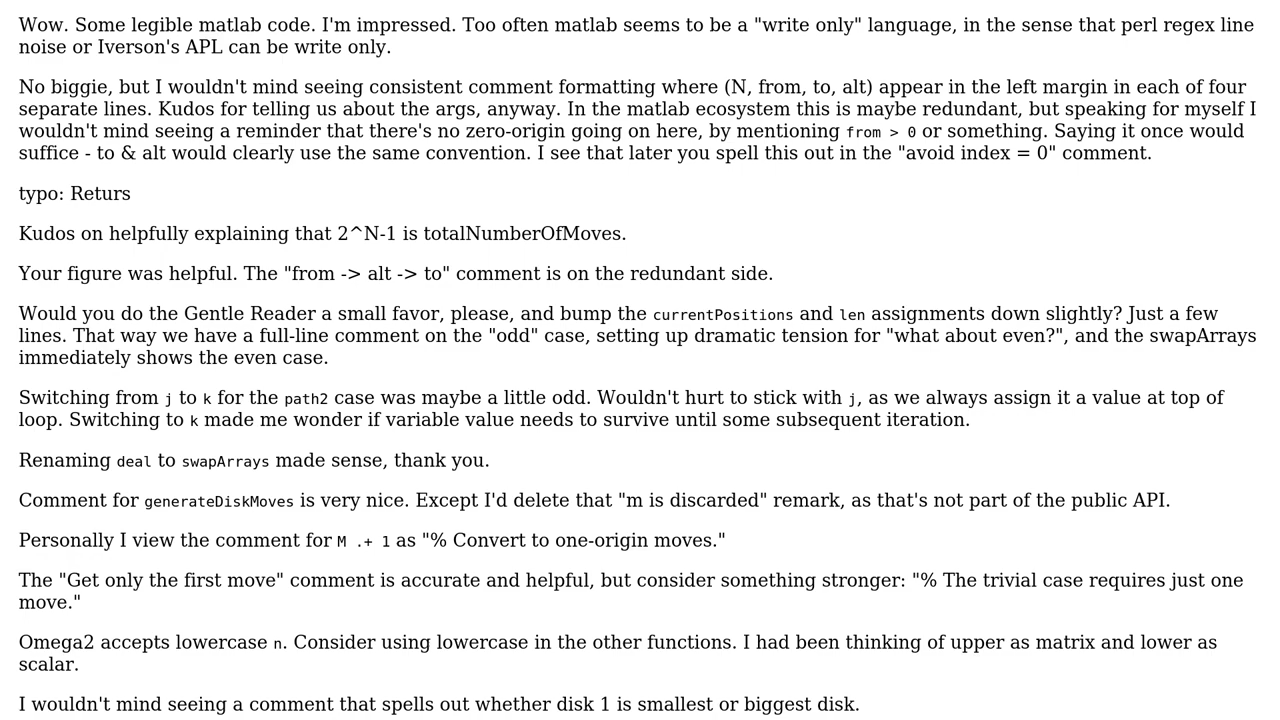 Wow. Some legible matlab code. I'm impressed. Too often matlab seems to be a "write only" language, in the sense that perl regex line
noise or Iverson's APL can be write only.
No biggie, but I wouldn't mind seeing consistent comment formatting where (N, from, to, alt) appear in the left margin in each of four
separate lines. Kudos for telling us about the args, anyway. In the matlab ecosystem this is maybe redundant, but speaking for myself I
wouldn't mind seeing a reminder that there's no zero-origin going on here, by mentioning from > 0 or something. Saying it once would
suffice - to & alt would clearly use the same convention. I see that later you spell this out in the "avoid index = 0" comment.
typo: Returs
Kudos on helpfully explaining that 2^N-1 is totalNumberOfMoves.
Your figure was helpful. The "from -> alt -> to" comment is on the redundant side.
Would you do the Gentle Reader a small favor, please, and bump the currentPositions and len assignments down slightly? Just a few
lines. That way we have a full-line comment on the "odd" case, setting up dramatic tension for "what about even?", and the swapArrays
immediately shows the even case.
Switching from j to k for the path2 case was maybe a little odd. Wouldn't hurt to stick with j, as we always assign it a value at top of
loop. Switching to k made me wonder if variable value needs to survive until some subsequent iteration.
Renaming deal to swapArrays made sense, thank you.
Comment for generateDiskMoves is very nice. Except I'd delete that "m is discarded" remark, as that's not part of the public API.
Personally I view the comment for M .+ 1 as "% Convert to one-origin moves."
The "Get only the first move" comment is accurate and helpful, but consider something stronger: "% The trivial case requires just one
move."
Omega2 accepts lowercase n. Consider using lowercase in the other functions. I had been thinking of upper as matrix and lower as
scalar.
I wouldn't mind seeing a comment that spells out whether disk 1 is smallest or biggest disk.